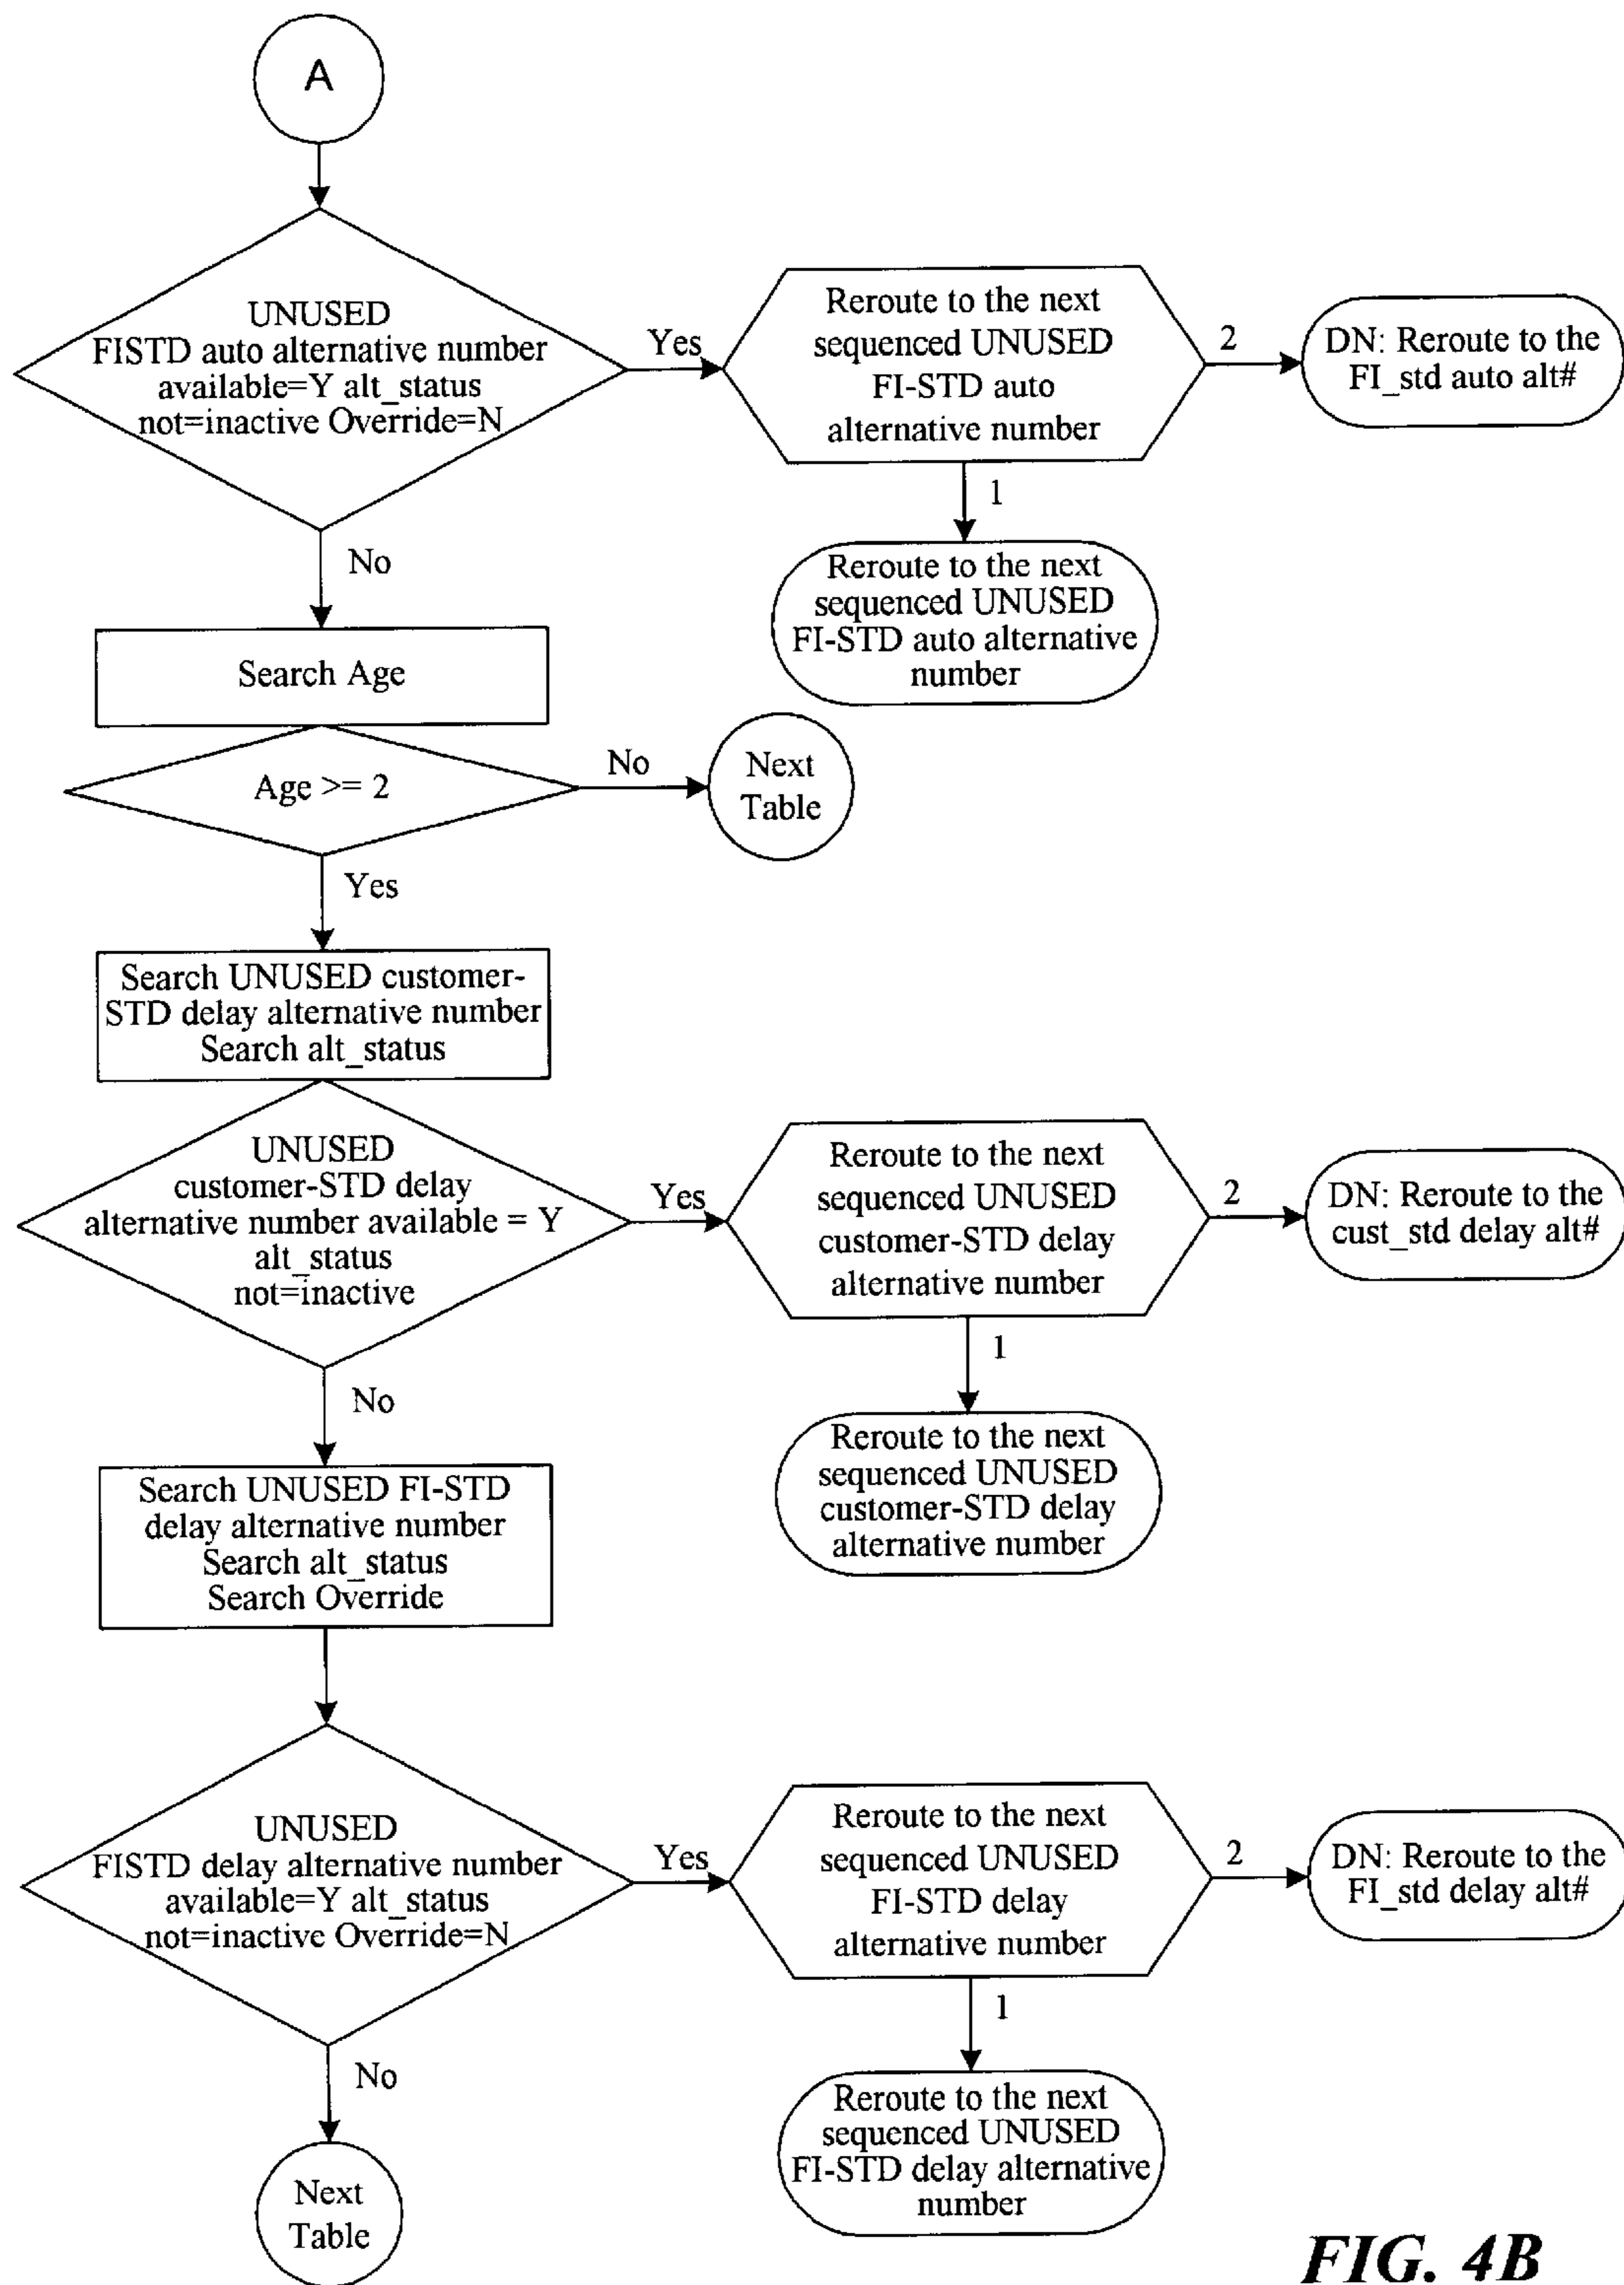 A
UNUSED
FISTD auto alternative number
available=Y alt_status
not=inactive Override=N
Yes
Reroute to the next
sequenced UNUSED
FI-STD auto
alternative number
2
DN: Reroute to the
FI_std auto alt#
1
Reroute to the next
sequenced UNUSED
FI-STD auto alternative
number
No
Search Age
Age >= 2
No
Next
Table
Yes
Search UNUSED customer-
STD delay alternative number
Search alt_status
UNUSED
customer-STD delay
alternative number available = Y
alt_status
not=inactive
Yes
Reroute to the next
sequenced UNUSED
customer-STD delay
alternative number
2
DN: Reroute to the
cust_std delay alt#
1
Reroute to the next
sequenced UNUSED
customer-STD delay
alternative number
No
Search UNUSED FI-STD
delay alternative number
Search alt_status
Search Override
UNUSED
FISTD delay alternative number
available=Y alt_status
not=inactive Override=N
Yes
Reroute to the next
sequenced UNUSED
FI-STD delay
alternative number
2
DN: Reroute to the
FI_std delay alt#
1
Reroute to the next
sequenced UNUSED
FI-STD delay alternative
number
No
Next
Table
FIG. 4B